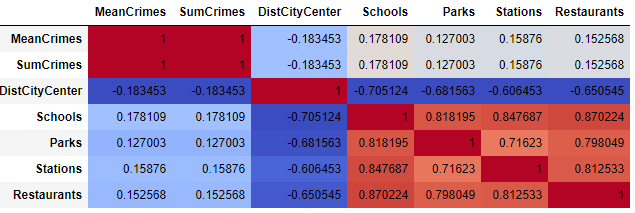 MeanCrimes SumCrimes DistCityCenter Schools Parks Stations Restaurants
MeanCrimes 1 1 -0.183453 0.178109 0.127003 0.15876 0.152568
SumCrimes 1 1 -0.183453 0.178109 0.127003 0.15876 0.152568
DistCityCenter -0.183453 -0.183453 1 -0.705124 -0.681563 -0.606453 -0.650545
Schools 0.178109 0.178109 -0.705124 1 0.818195 0.847687 0.870224
Parks 0.127003 0.127003 -0.681563 0.818195 1 0.71623 0.798049
Stations 0.15876 0.15876 -0.606453 0.847687 0.71623 1 0.812533
Restaurants 0.152568 0.152568 -0.650545 0.870224 0.798049 0.812533 1